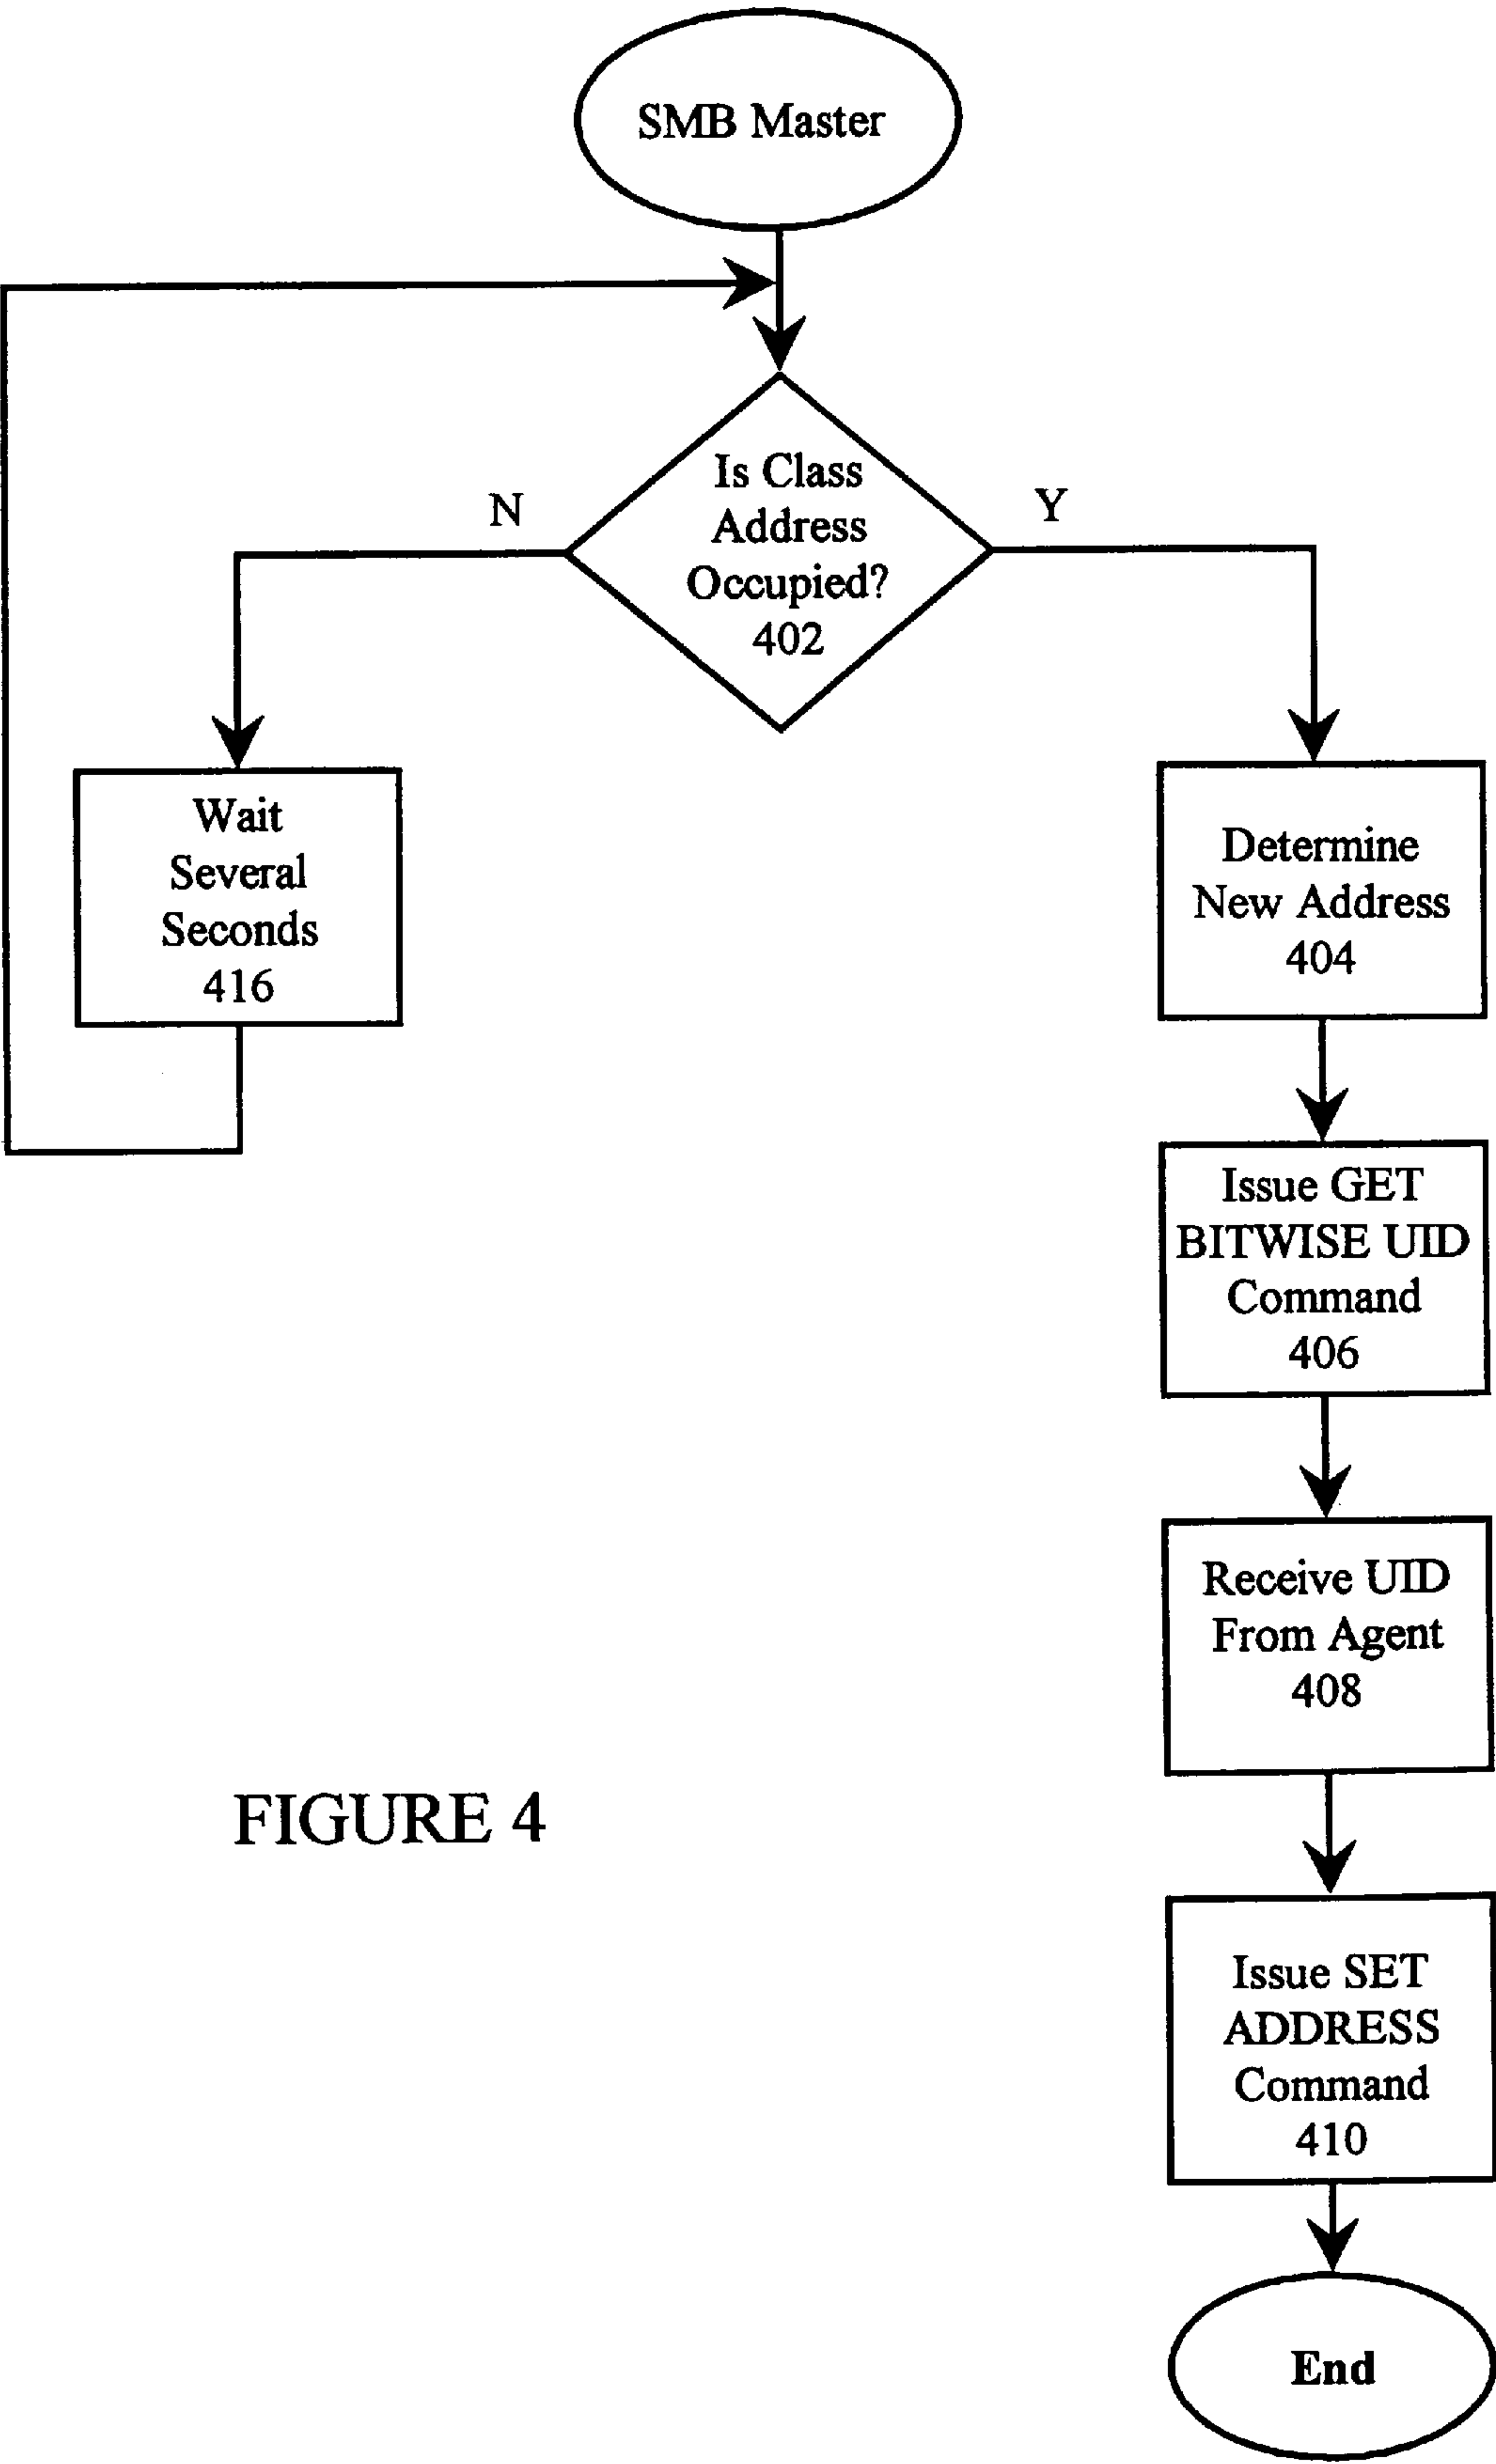 SMB Master
Is Class
Address
Occupied?
402
N
Y
Wait
Several
Seconds
416
Determine
New Address
404
Issue GET
BITWISE UID
Command
406
Receive UID
From Agent
408
Issue SET
ADDRESS
Command
410
End
FIGURE 4